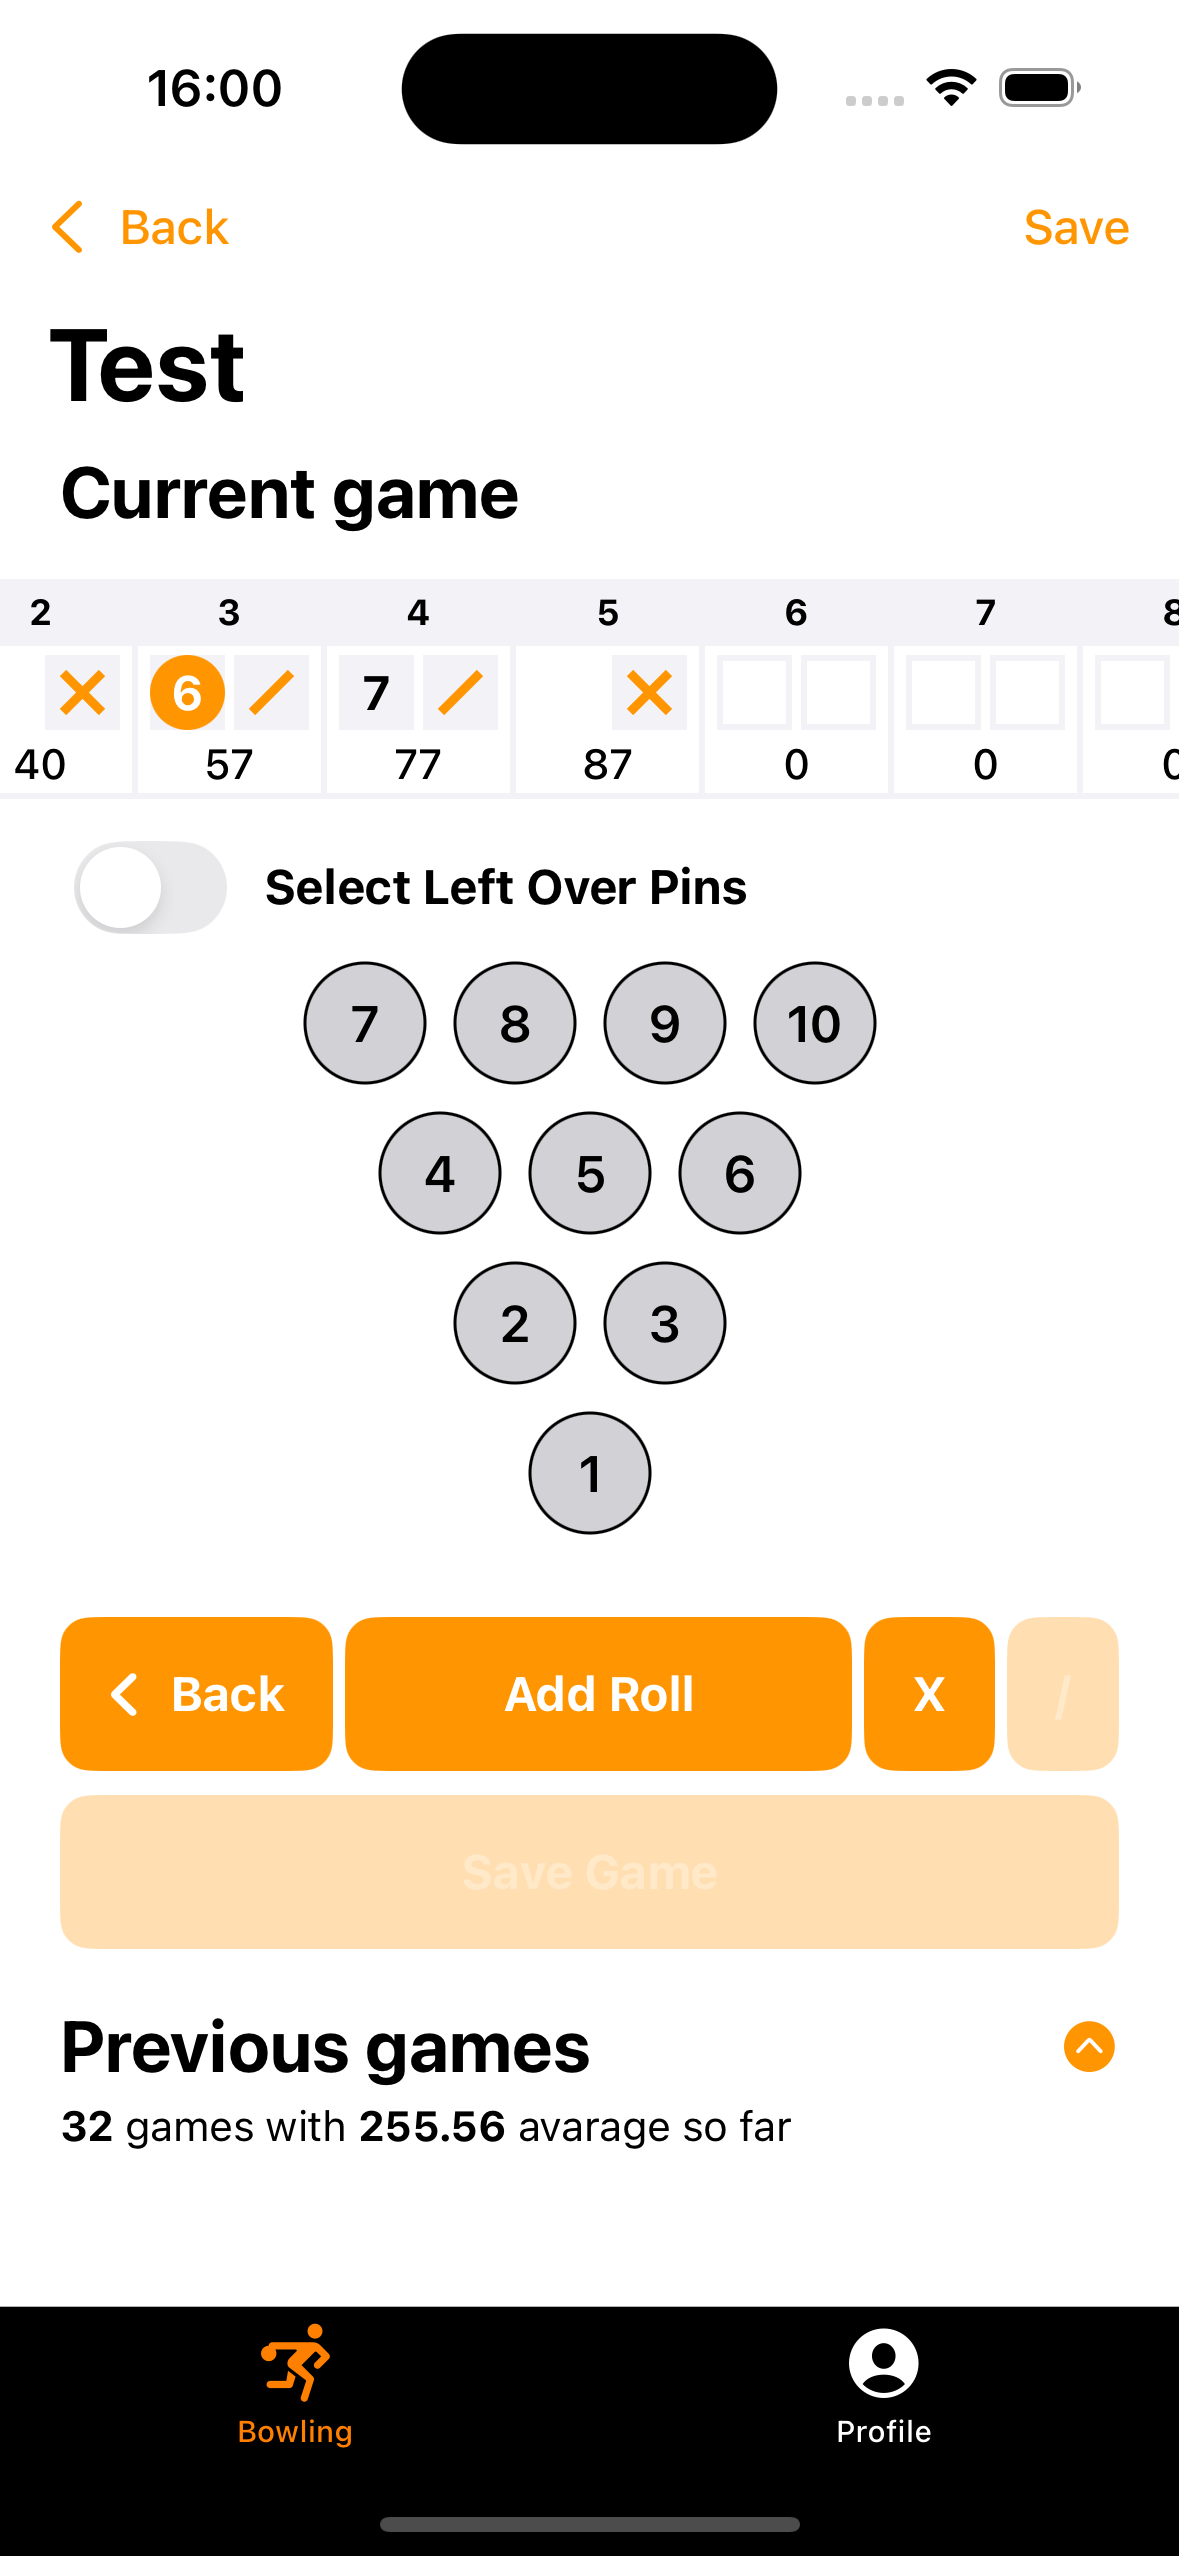 16:00
Back Save
Test
Current game
2 3 4 5 6 7 8
6 7
40 57 77 87 0 0 0
Select Left Over Pins
7 8 9 10
4 5 6
2 3
1
Back Add Roll X /
Save Game
Previous games
32 games with 255.56 avarage so far
Bowling Profile